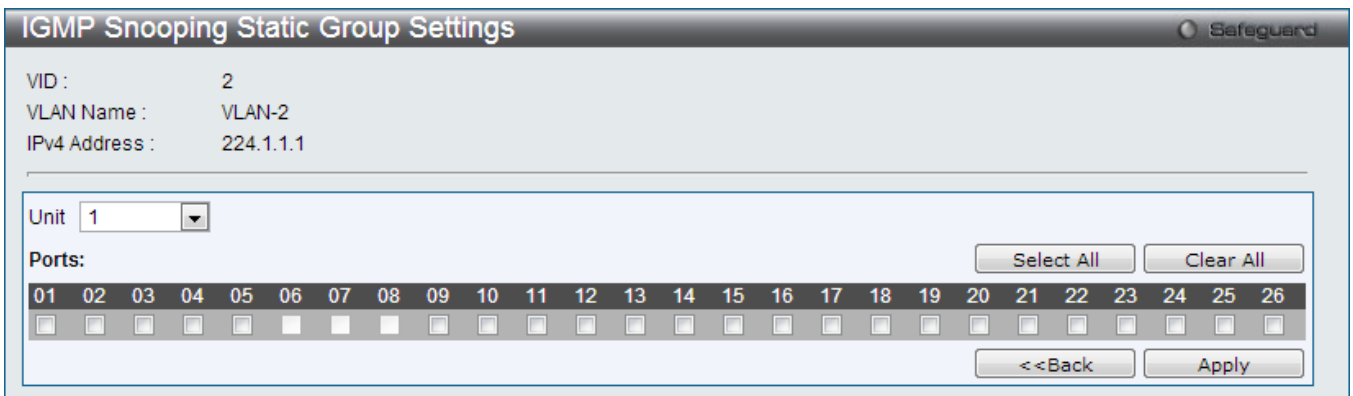 IGMP Snooping Static Group Settings
Safeguard
VID : 2
VLAN Name : VLAN-2
IPv4 Address : 224.1.1.1
Unit 1
Ports: Select All Clear All
01 02 03 04 05 06 07 08 09 10 11 12 13 14 15 16 17 18 19 20 21 22 23 24 25 26
<<Back Apply